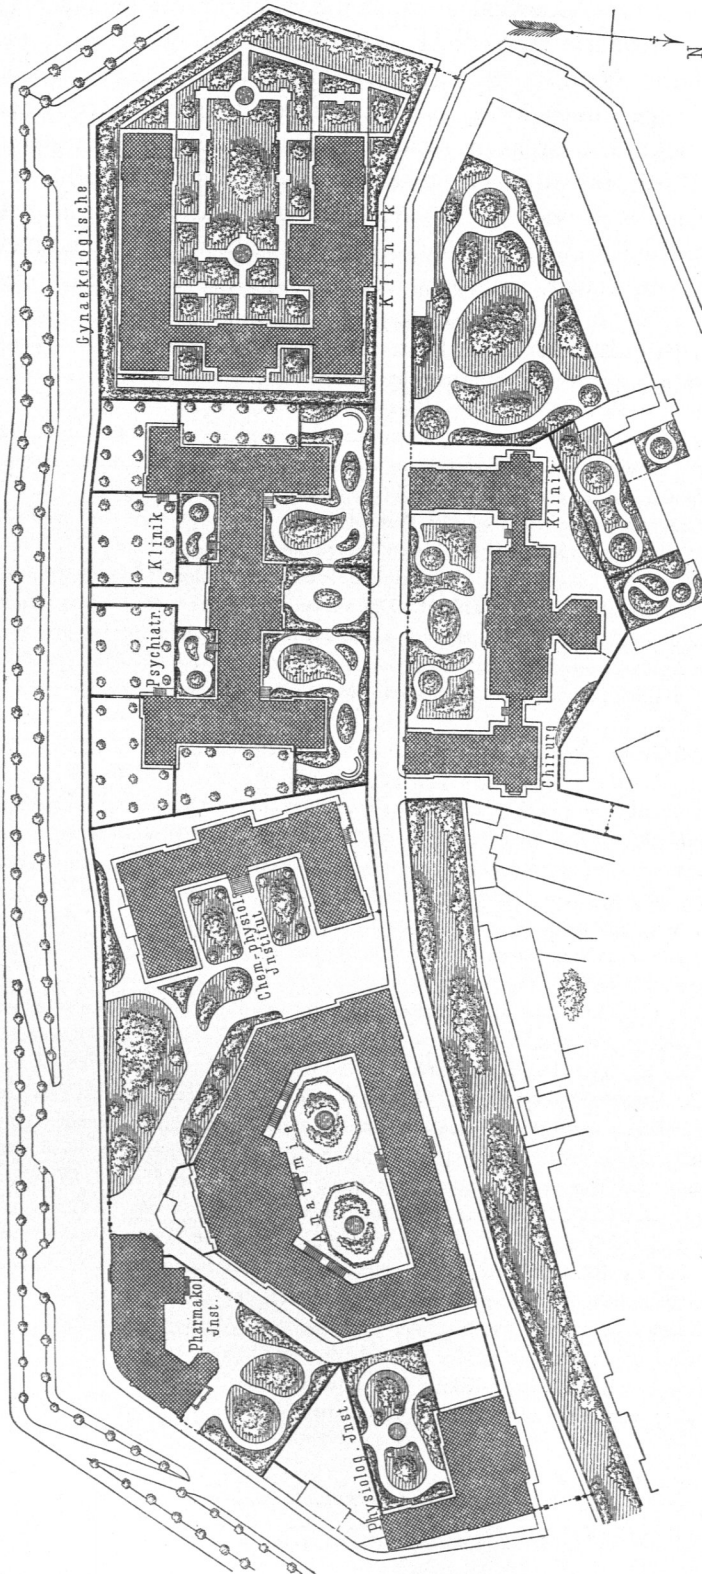 N
Gynaekologische
Klinik
Psychiatr. Klinik
Chirurg. Klinik
Chem.-Physiol.
Jnstitut
Anatomie
Pharmakol.
Jnst.
Physiolog. Jnst.